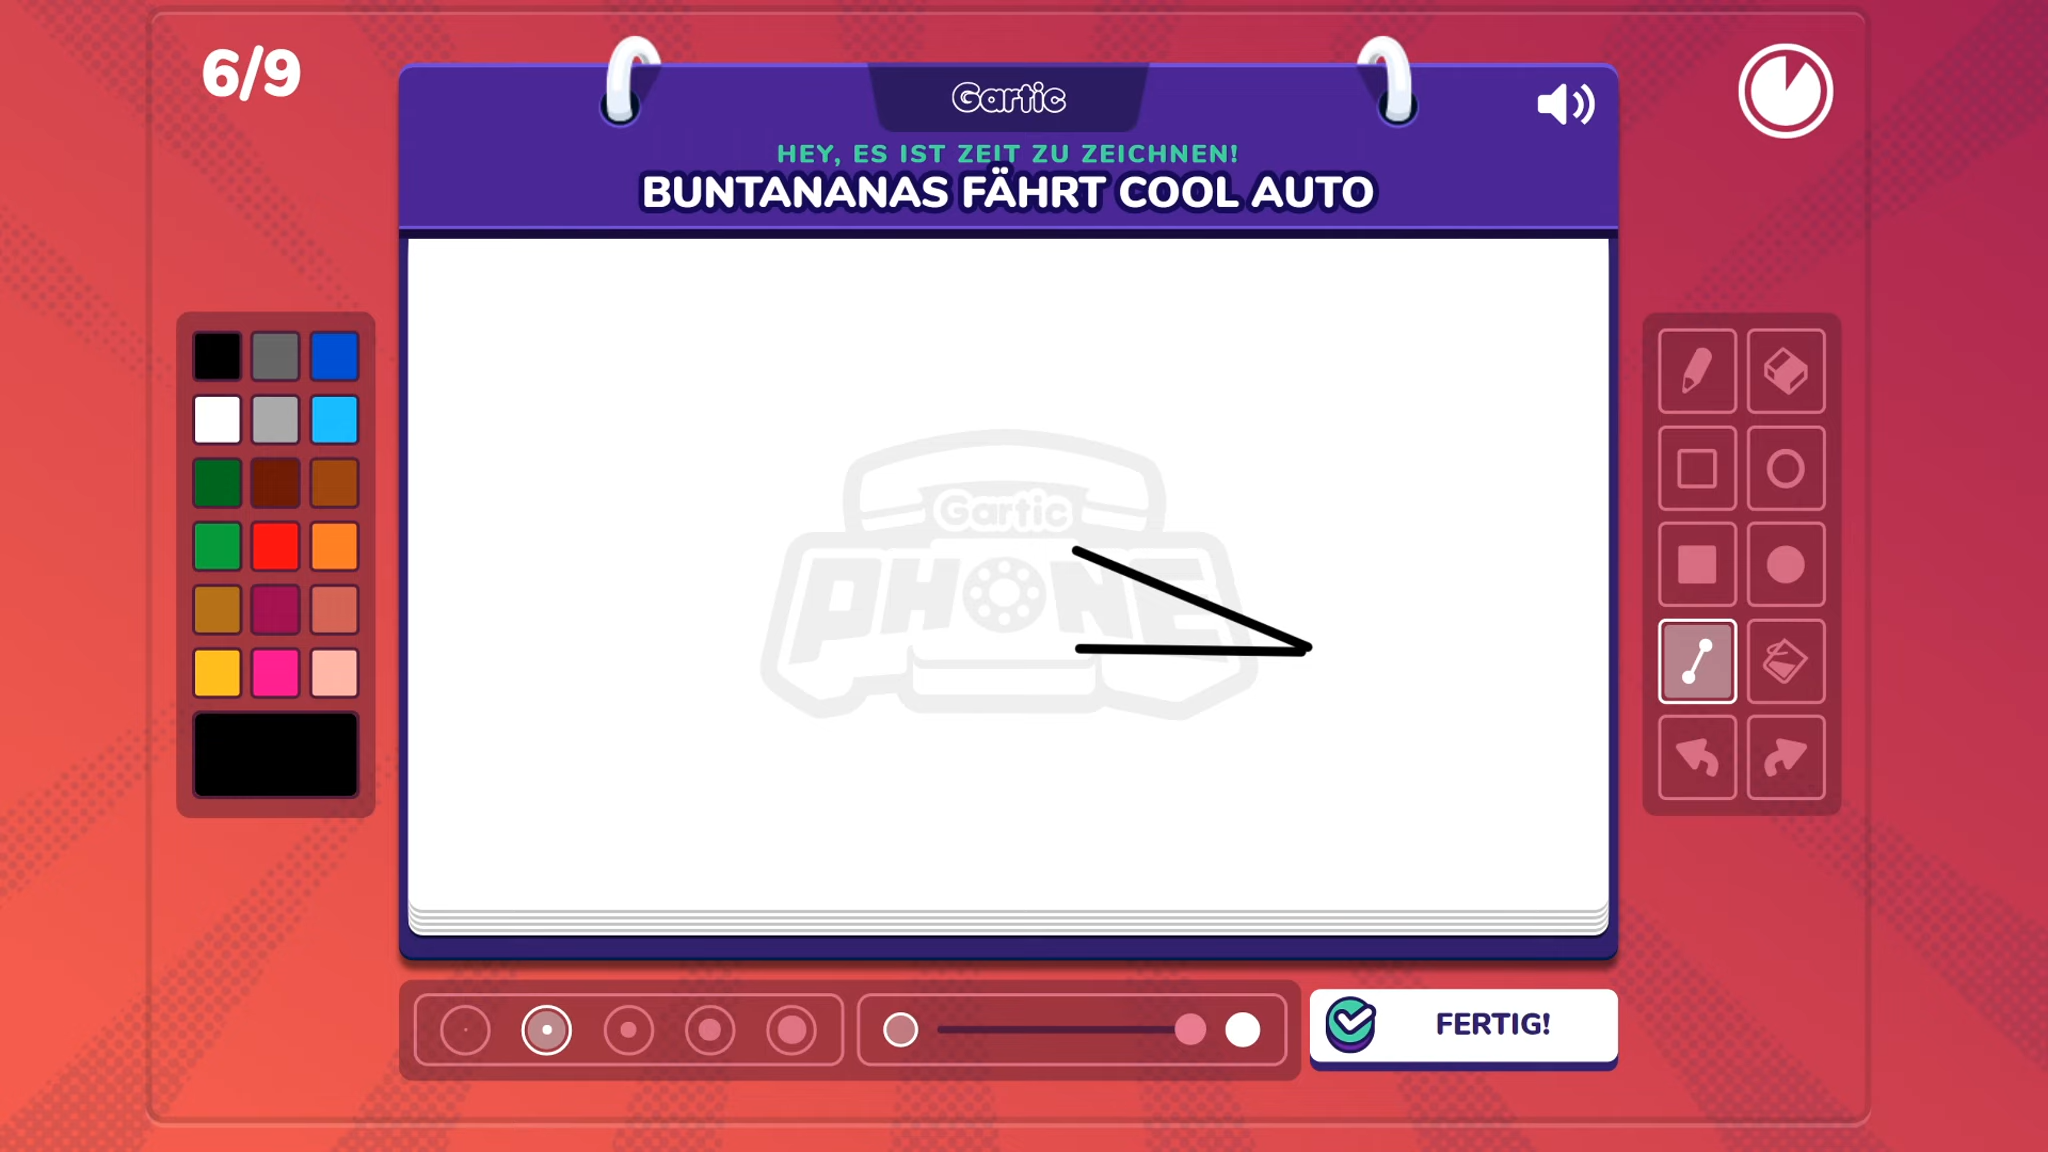 6/9
Gartic
HEY, ES IST ZEIT ZU ZEICHNEN!
BUNTANANAS FÄHRT COOL AUTO
Gartic
PHONE
FERTIG!